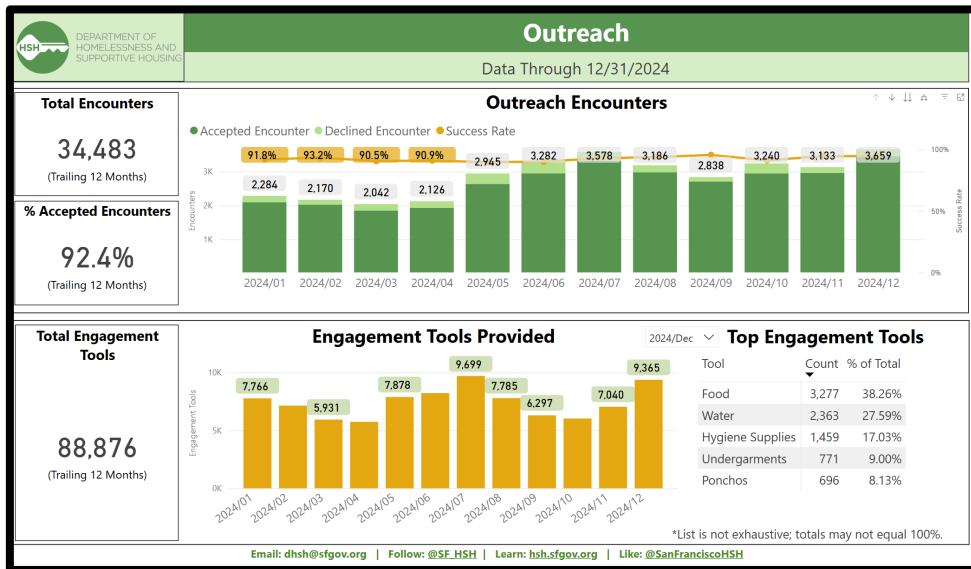 HSH
DEPARTMENT OF
HOMELESSNESS AND
SUPPORTIVE HOUSING
Outreach
Data Through 12/31/2024
Total Encounters
34,483
(Trailing 12 Months)
% Accepted Encounters
92.4%
(Trailing 12 Months)
Outreach Encounters
Accepted Encounter Declined Encounter Success Rate
91.8% 93.2% 90.5% 90.9% 2,945 3,282 3,578 3,186 2,838 3,240 3,133 3,659
2,284 2,170 2,042 2,126
3K
2K
1K
Encounters
100%
50%
0%
Success Rate
2024/01 2024/02 2024/03 2024/04 2024/05 2024/06 2024/07 2024/08 2024/09 2024/10 2024/11 2024/12
Total Engagement
Tools
88,876
(Trailing 12 Months)
Engagement Tools Provided
10K
5K
0K
Engagement Tools
7,766 5,931 7,878 9,699 7,785 6,297 7,040 9,365
2024/01 2024/02 2024/03 2024/04 2024/05 2024/06 2024/07 2024/08 2024/09 2024/10 2024/11 2024/12
2024/Dec
Top Engagement Tools
Tool Count % of Total
Food 3,277 38.26%
Water 2,363 27.59%
Hygiene Supplies 1,459 17.03%
Undergarments 771 9.00%
Ponchos 696 8.13%
*List is not exhaustive; totals may not equal 100%.
Email: dhsh@sfgov.org | Follow: @SF_HSH | Learn: hsh.sfgov.org | Like: @SanFranciscoHSH